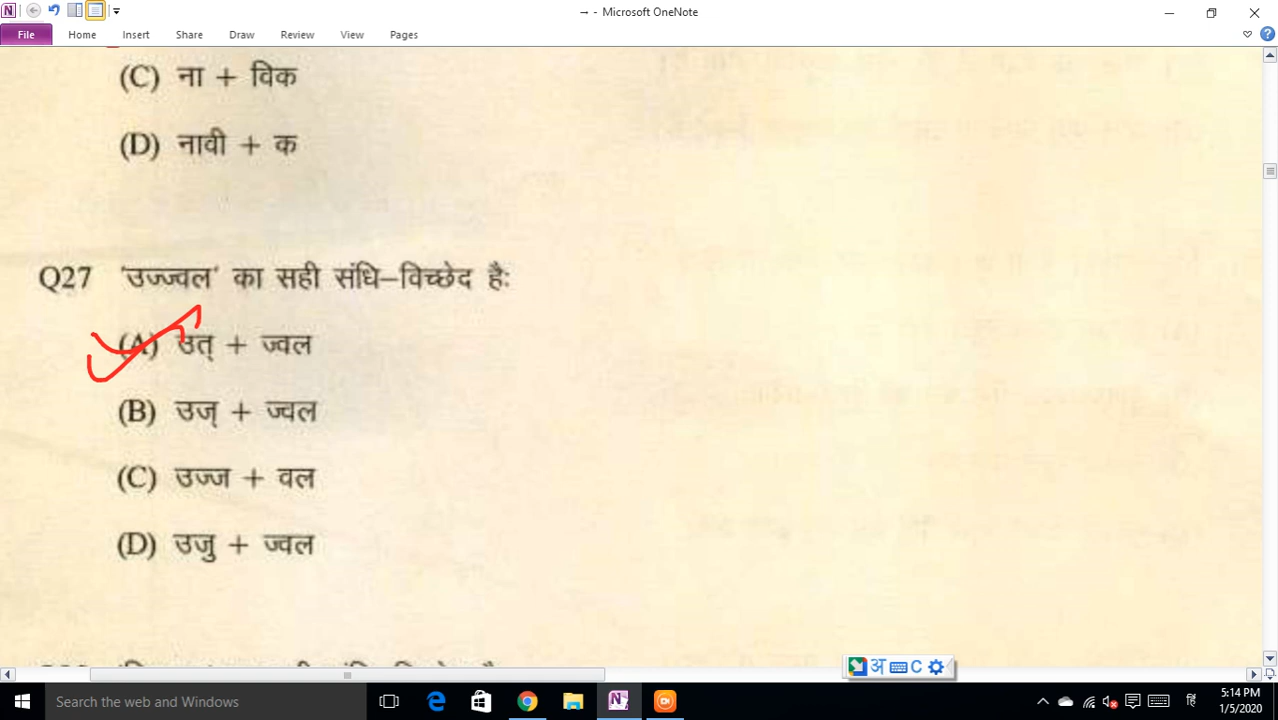 → - Microsoft OneNote
File Home Insert Share Draw Review View Pages
(C) ना + विक
(D) नावी + क
Q27 'उज्ज्वल' का सही संधि–विच्छेद है:
(A) उत् + ज्वल
(B) उज् + ज्वल
(C) उज्ज + वल
(D) उजु + ज्वल
अ C
Search the web and Windows
हिं
5:14 PM
1/5/2020